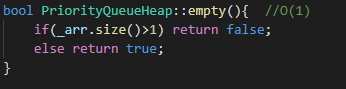 bool PriorityQueueHeap::empty(){  //O(1)
    if(_arr.size()>1) return false;
    else return true;
}